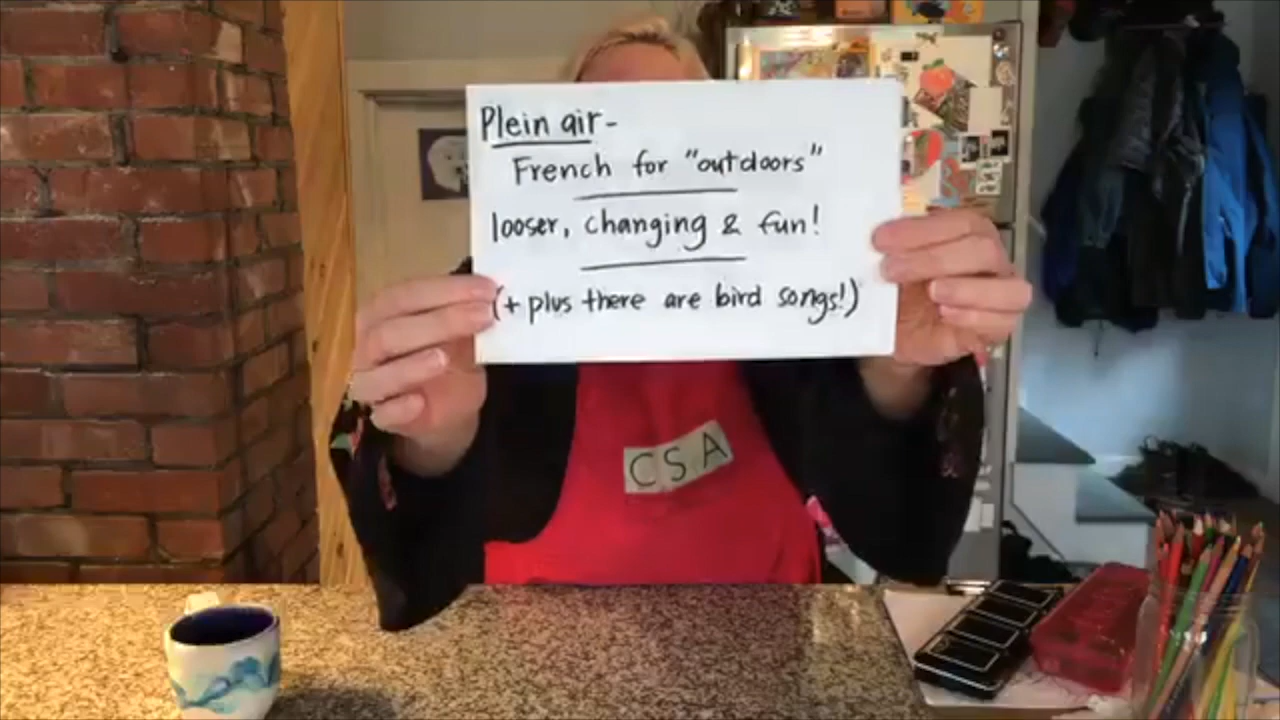 Plein air-
French for "outdoors"
looser, changing & fun!
(+ plus there are bird songs!)
CSA